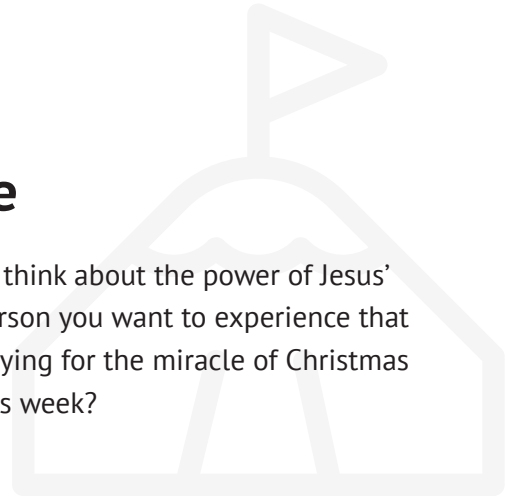 e
think about the power of Jesus’
rson you want to experience that
ying for the miracle of Christmas
s week?